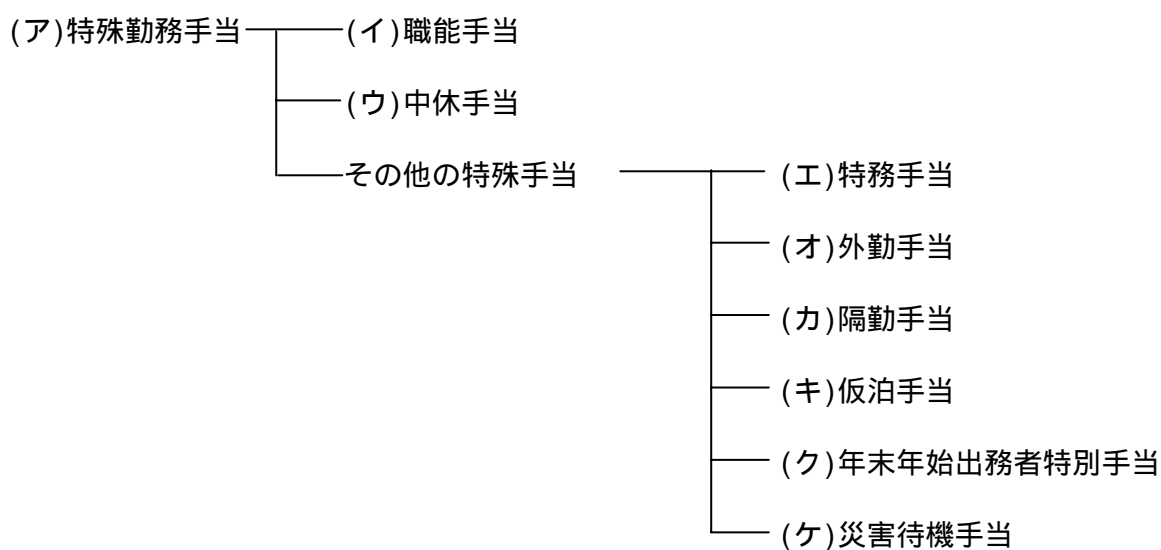 (ア)特殊勤務手当
(イ)職能手当
(ウ)中休手当
その他の特殊手当
(エ)特務手当
(オ)外勤手当
(カ)隔勤手当
(キ)仮泊手当
(ク)年末年始出務者特別手当
(ケ)災害待機手当